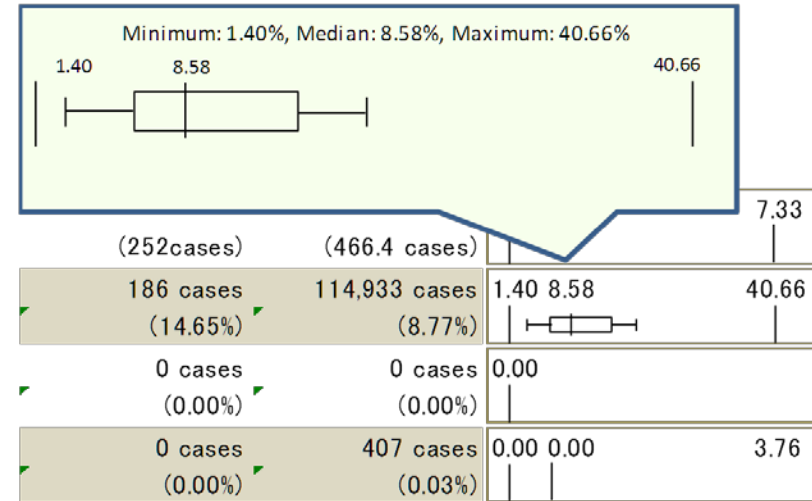 Minimum: 1.40%, Median: 8.58%, Maximum: 40.66%
1.40 8.58 40.66
7.33
(252cases) (466.4 cases)
186 cases 114,933 cases 1.40 8.58 40.66
(14.65%) (8.77%)
0 cases 0 cases 0.00
(0.00%) (0.00%)
0 cases 407 cases 0.00 0.00 3.76
(0.00%) (0.03%)